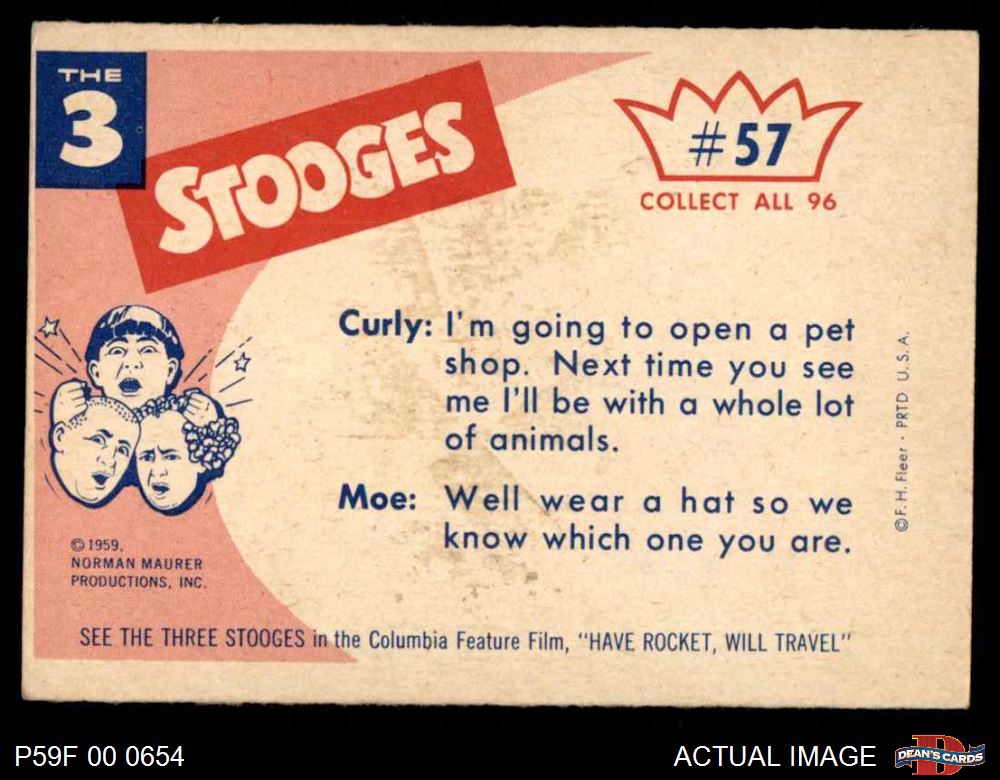 THE
3
STOOGES
#57
COLLECT ALL 96
Curly: I'm going to open a pet
shop. Next time you see
me I'll be with a whole lot
of animals.
Moe: Well wear a hat so we
know which one you are.
© F. H. Fleer • PRTD U. S. A.
© 1959,
NORMAN MAURER
PRODUCTIONS, INC.
SEE THE THREE STOOGES in the Columbia Feature Film, "HAVE ROCKET, WILL TRAVEL"
P59F 00 0654
ACTUAL IMAGE
DEAN'S CARDS